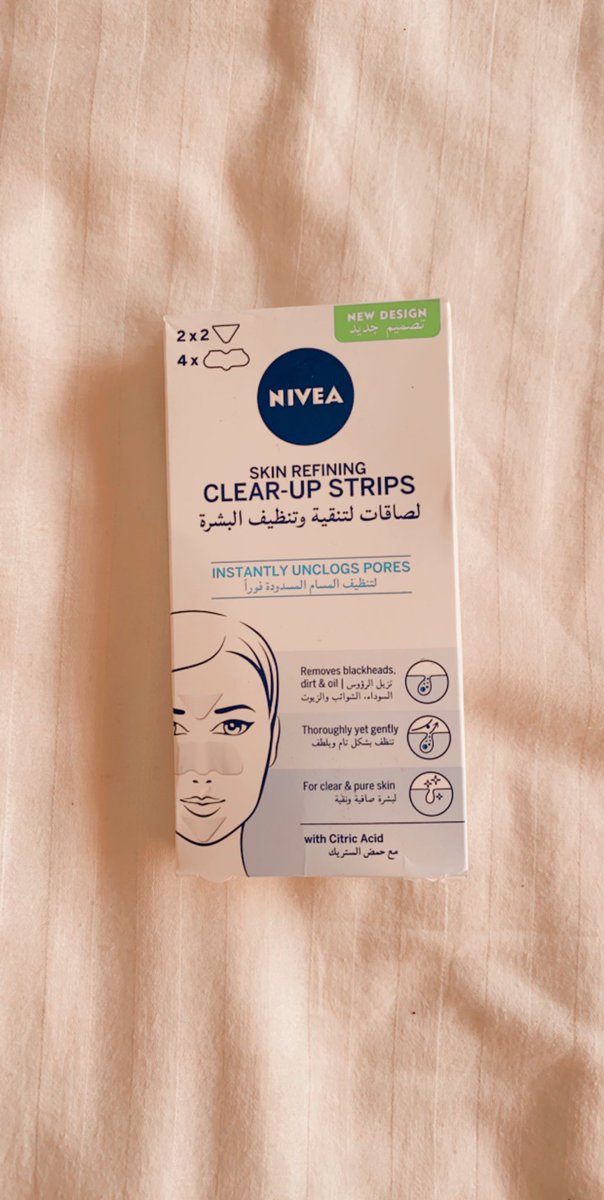 2 x 2
4 x
NEW DESIGN
تصميم جديد
NIVEA
SKIN REFINING
CLEAR-UP STRIPS
لصاقات لتنقية وتنظيف البشرة
INSTANTLY UNCLOGS PORES
لتنظيف المسام المسدودة فوراً
Removes blackheads,
dirt & oil | تزيل الرؤوس
السوداء، الشوائب والزيوت
Thoroughly yet gently
تنظف بشكل تام وبلطف
For clear & pure skin
لبشرة صافية ونقية
with Citric Acid
مع حمض الستريك